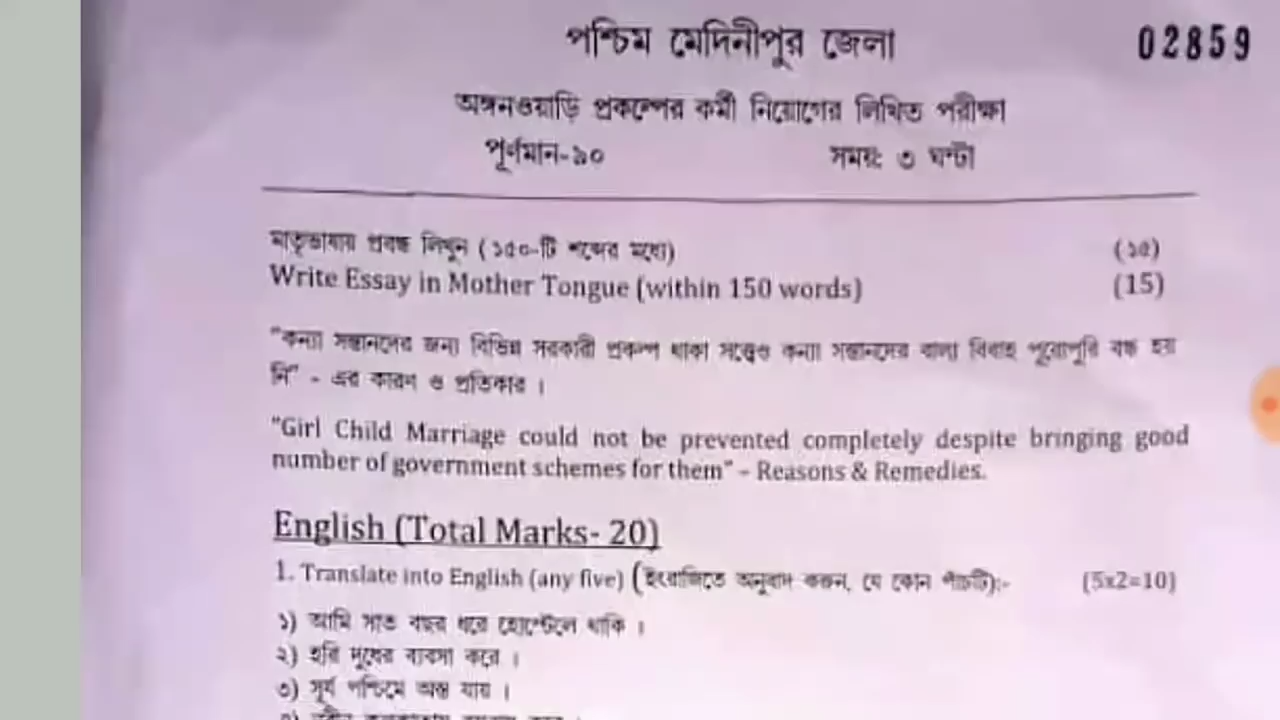 পশ্চিম মেদিনীপুর জেলা
02859
অঙ্গনওয়াড়ি প্রকল্পের কর্মী নিয়োগের লিখিত পরীক্ষা
পূর্ণমান-৯০ সময়: ৩ ঘন্টা
মাতৃভাষায় প্রবন্ধ লিখুন (১৫০-টি শব্দের মধ্যে) (১৫)
Write Essay in Mother Tongue (within 150 words) (15)
"কন্যা সন্তানদের জন্য বিভিন্ন সরকারী প্রকল্প থাকা সত্ত্বেও কন্যা সন্তানদের বাল্য বিবাহ পুরোপুরি বন্ধ হয়
নি" - এর কারণ ও প্রতিকার ।
"Girl Child Marriage could not be prevented completely despite bringing good
number of government schemes for them" – Reasons & Remedies.
English (Total Marks- 20)
1. Translate into English (any five) (ইংরাজিতে অনুবাদ করুন, যে কোন পাঁচটি):- (5x2=10)
১) আমি সাত বছর ধরে হোস্টেলে থাকি ।
২) হরি দুধের ব্যবসা করে ।
৩) সূর্য পশ্চিমে অস্ত যায় ।